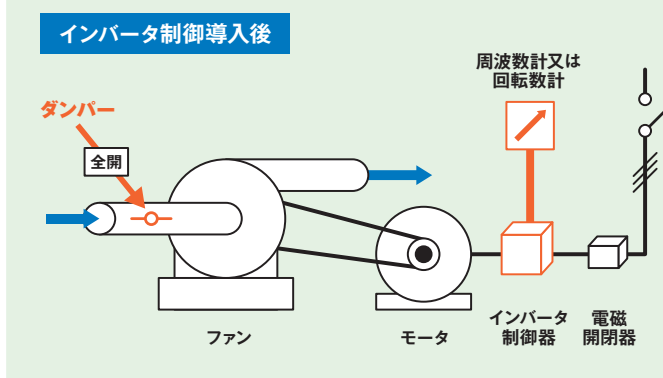 インバータ制御導入後
周波数計又は
回転数計
ダンパー
全開
ファン
モータ
インバータ
制御器
電磁
開閉器